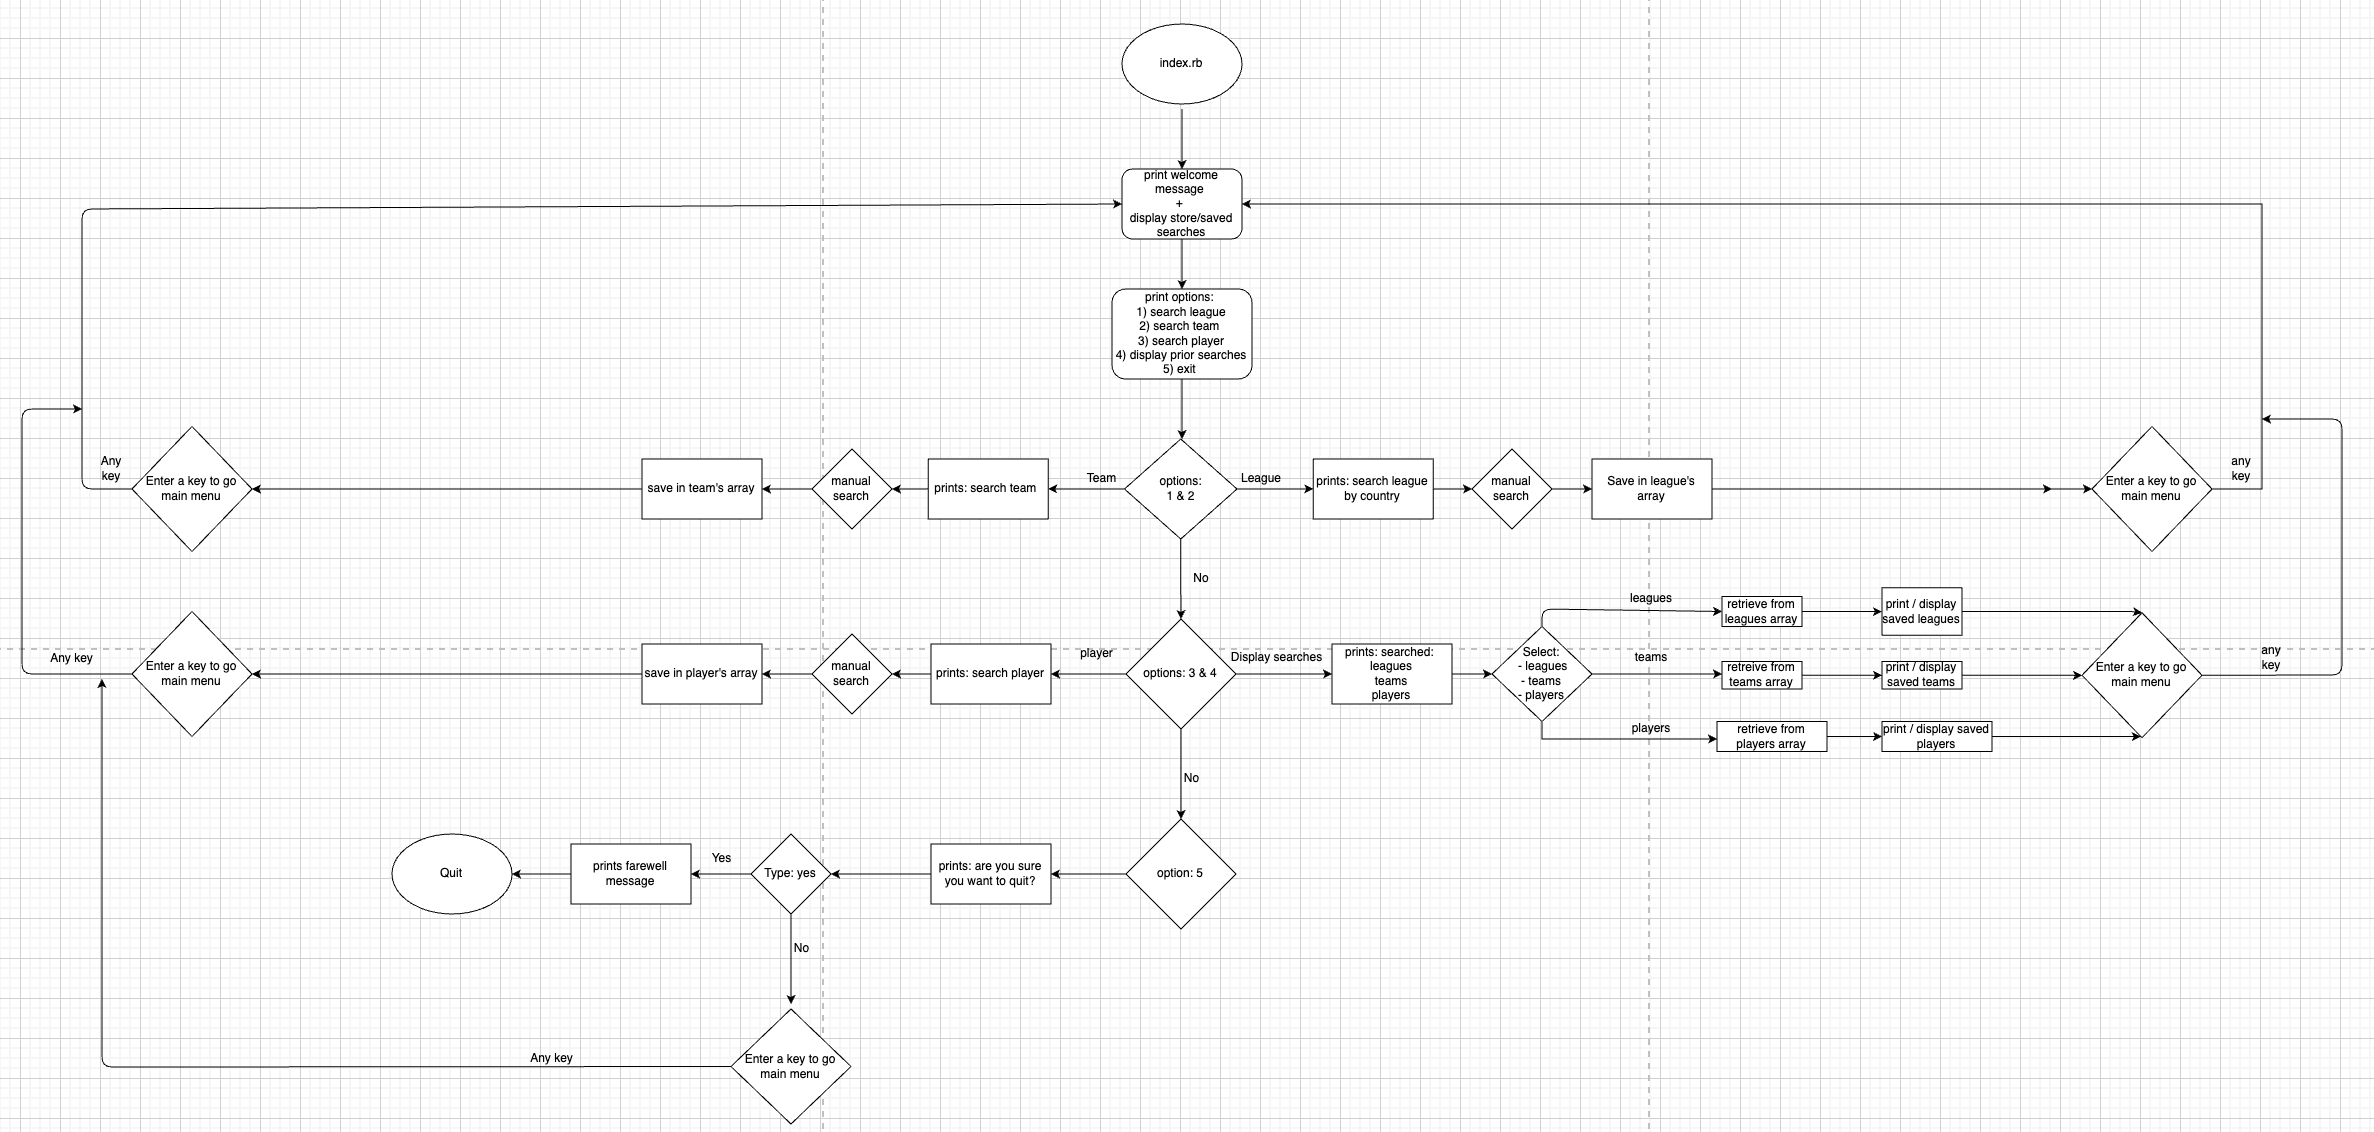 index.rb
print welcome
message
+
display store/saved
searches
print options:
1) search league
2) search team
3) search player
4) display prior searches
5) exit
Any
key
Enter a key to go
main menu
save in team's array
manual
search
prints: search team
Team
options:
1 & 2
League
prints: search league
by country
manual
search
Save in league's
array
Enter a key to go
main menu
any
key
No
Any key
Enter a key to go
main menu
save in player's array
manual
search
prints: search player
player
options: 3 & 4
Display searches
prints: searched:
leagues
teams
players
Select:
- leagues
- teams
- players
leagues
retrieve from
leagues array
print / display
saved leagues
teams
retreive from
teams array
print / display
saved teams
players
retrieve from
players array
print / display saved
players
Enter a key to go
main menu
any
key
No
Quit
prints farewell
message
Yes
Type: yes
prints: are you sure
you want to quit?
option: 5
No
Any key
Enter a key to go
main menu